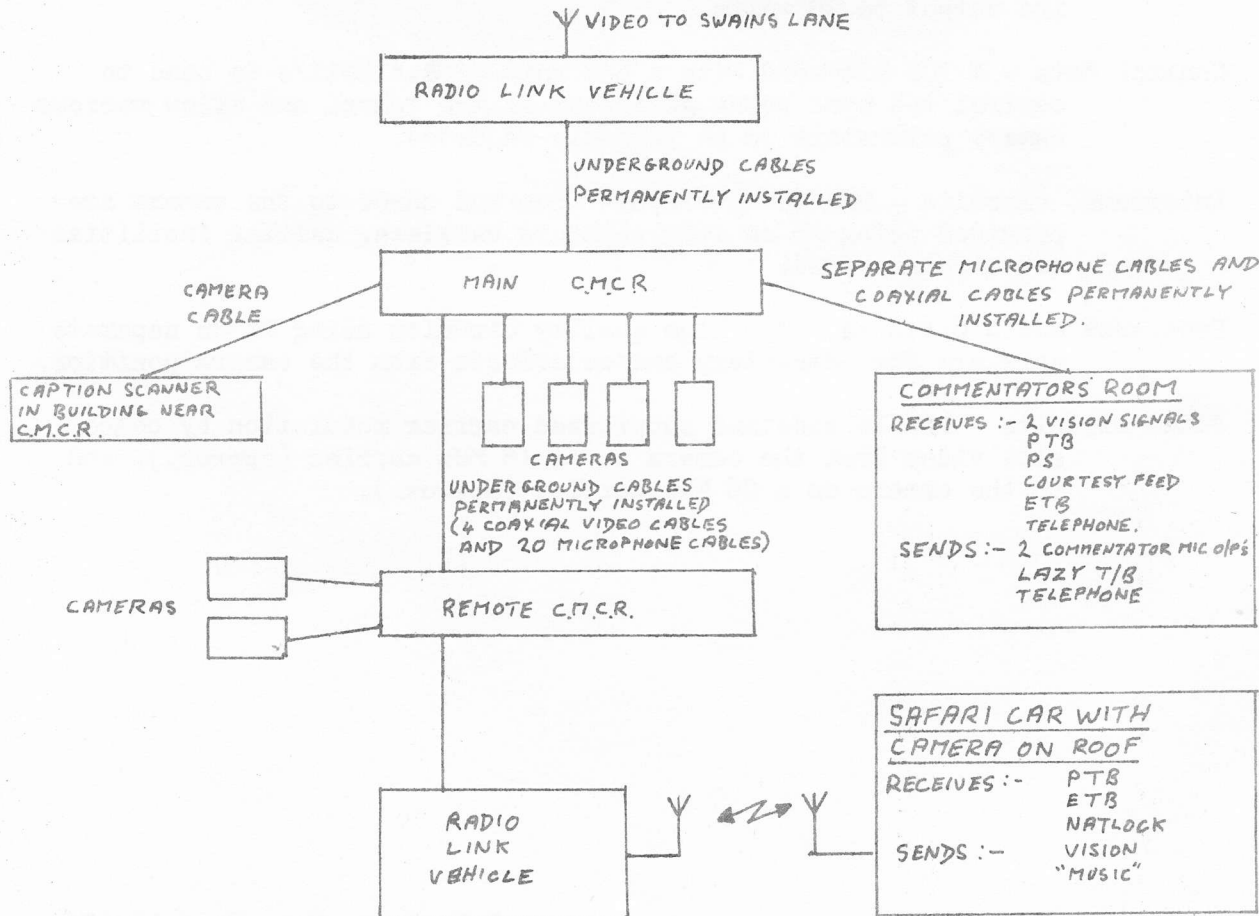 VIDEO TO SWAINS LANE
RADIO LINK VEHICLE
UNDERGROUND CABLES
PERMANENTLY INSTALLED
MAIN C.M.C.R
CAMERA
CABLE
SEPARATE MICROPHONE CABLES AND
COAXIAL CABLES PERMANENTLY
INSTALLED
CAPTION SCANNER
IN BUILDING NEAR
C.M.C.R.
CAMERAS
COMMENTATORS' ROOM
RECEIVES :- 2 VISION SIGNALS
PTB
PS
COURTESY FEED
ETB
TELEPHONE.
SENDS :- 2 COMMENTATOR MIC O/P's
LAZY T/B
TELEPHONE
UNDERGROUND CABLES
PERMANENTLY INSTALLED
(4 COAXIAL VIDEO CABLES
AND 20 MICROPHONE CABLES)
CAMERAS
REMOTE C.M.C.R.
RADIO
LINK
VEHICLE
SAFARI CAR WITH
CAMERA ON ROOF
RECEIVES :- PTB
ETB
NATLOCK
SENDS :- VISION
"MUSIC"